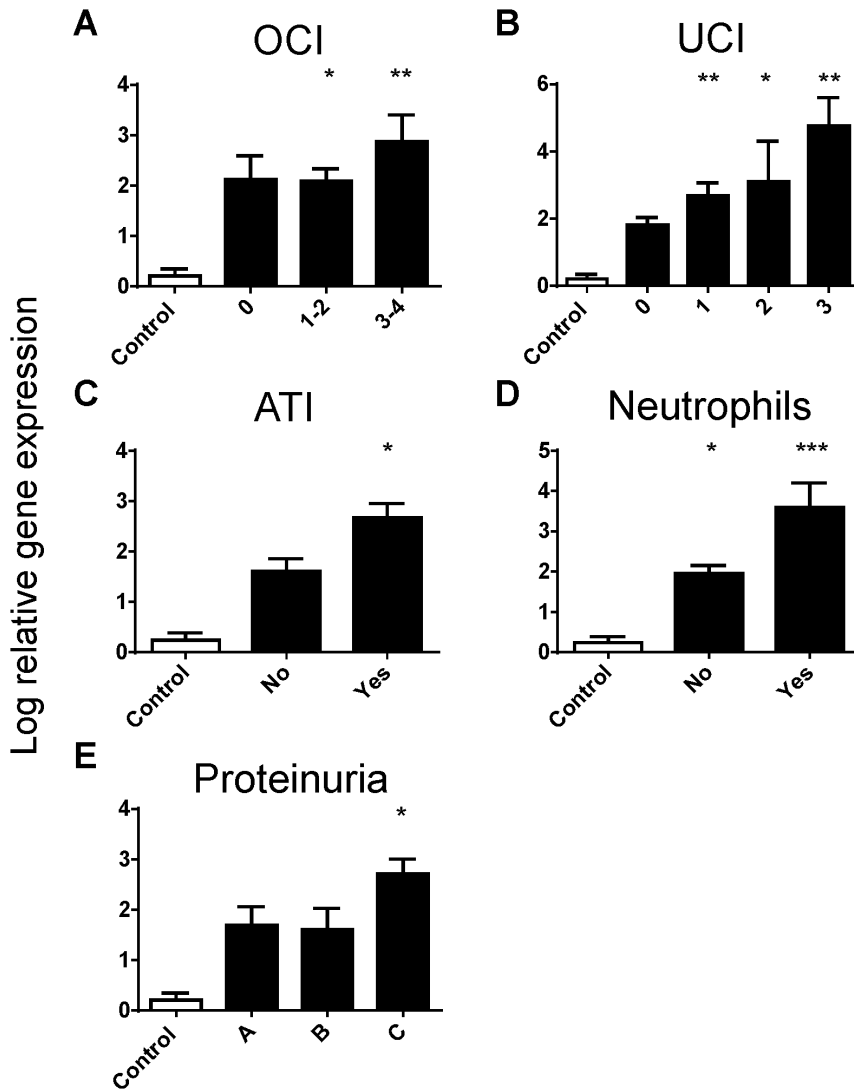 Log relative gene expression
A
OCI
* **
4
3
2
1
0
Control 0 1-2 3-4
B
UCI
** * **
6
4
2
0
Control 0 1 2 3
C
ATI
*
4
3
2
1
0
Control No Yes
D
Neutrophils
* ***
5
4
3
2
1
0
Control No Yes
E
Proteinuria
*
4
3
2
1
0
Control A B C